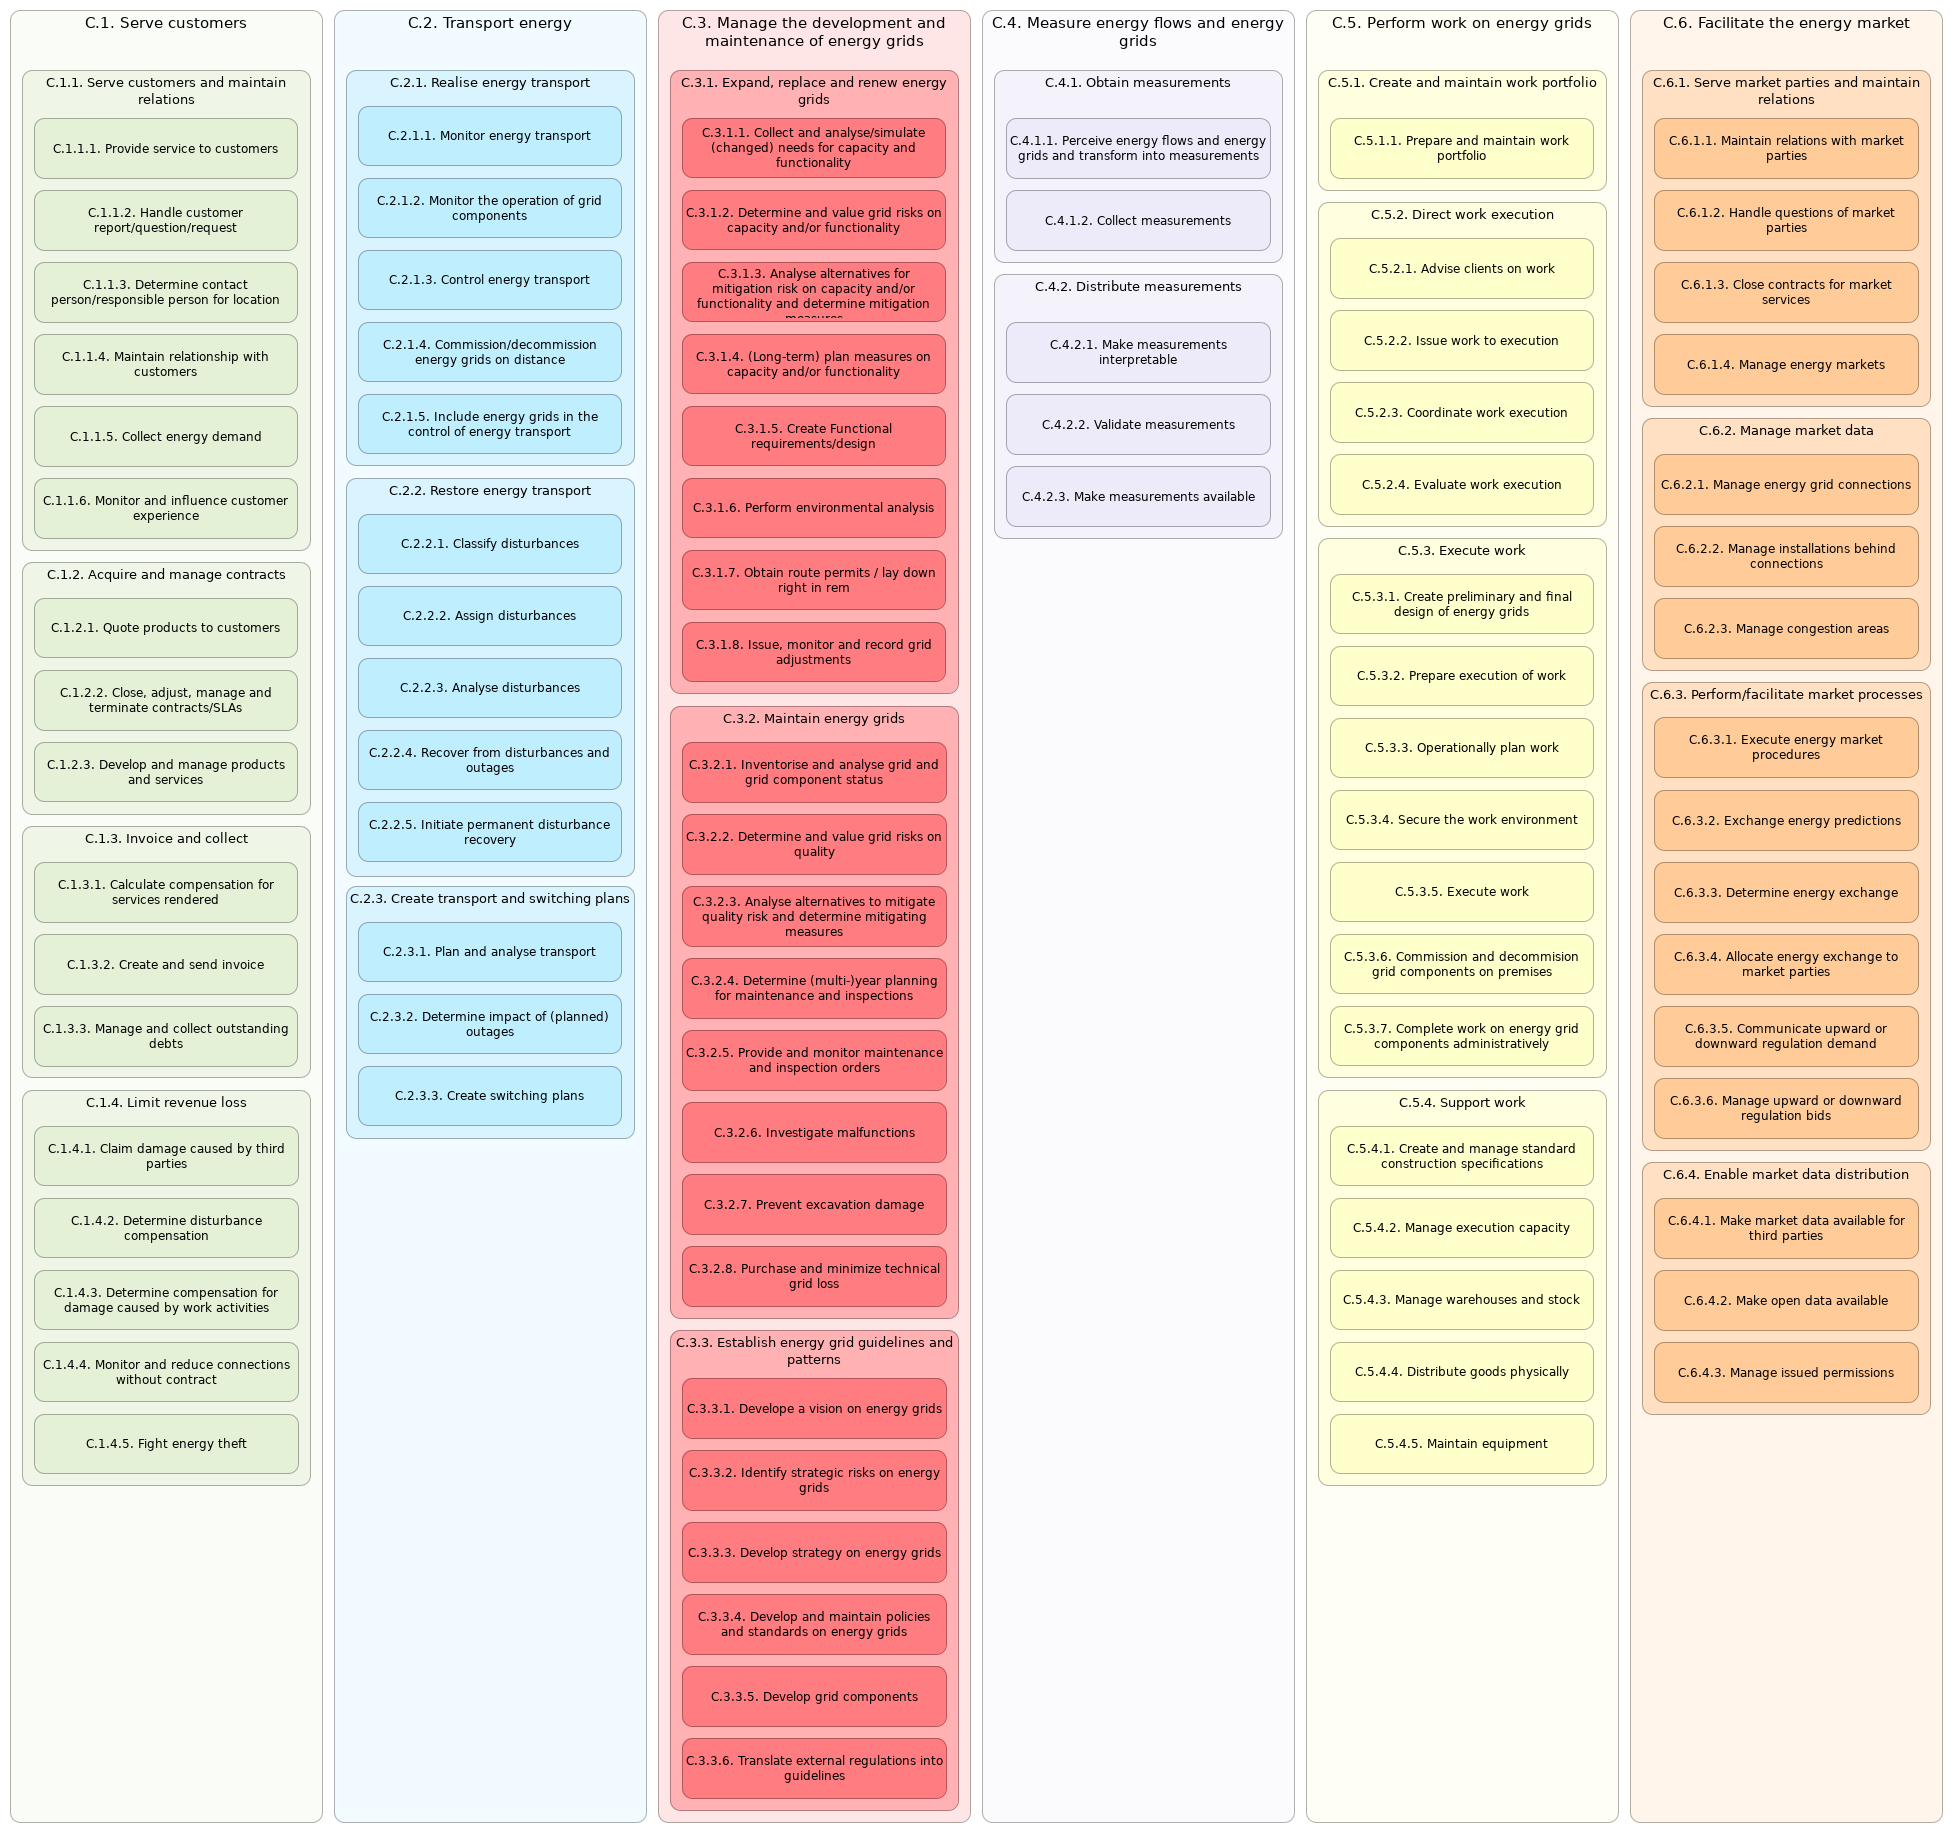 C.1. Serve customers
C.1.1. Serve customers and maintain
relations
C.1.1.1. Provide service to customers
C.1.1.2. Handle customer
report/question/request
C.1.1.3. Determine contact
person/responsible person for location
C.1.1.4. Maintain relationship with
customers
C.1.1.5. Collect energy demand
C.1.1.6. Monitor and influence customer
experience
C.1.2. Acquire and manage contracts
C.1.2.1. Quote products to customers
C.1.2.2. Close, adjust, manage and
terminate contracts/SLAs
C.1.2.3. Develop and manage products
and services
C.1.3. Invoice and collect
C.1.3.1. Calculate compensation for
services rendered
C.1.3.2. Create and send invoice
C.1.3.3. Manage and collect outstanding
debts
C.1.4. Limit revenue loss
C.1.4.1. Claim damage caused by third
parties
C.1.4.2. Determine disturbance
compensation
C.1.4.3. Determine compensation for
damage caused by work activities
C.1.4.4. Monitor and reduce connections
without contract
C.1.4.5. Fight energy theft
C.2. Transport energy
C.2.1. Realise energy transport
C.2.1.1. Monitor energy transport
C.2.1.2. Monitor the operation of grid
components
C.2.1.3. Control energy transport
C.2.1.4. Commission/decommission
energy grids on distance
C.2.1.5. Include energy grids in the
control of energy transport
C.2.2. Restore energy transport
C.2.2.1. Classify disturbances
C.2.2.2. Assign disturbances
C.2.2.3. Analyse disturbances
C.2.2.4. Recover from disturbances and
outages
C.2.2.5. Initiate permanent disturbance
recovery
C.2.3. Create transport and switching plans
C.2.3.1. Plan and analyse transport
C.2.3.2. Determine impact of (planned)
outages
C.2.3.3. Create switching plans
C.3. Manage the development and
maintenance of energy grids
C.3.1. Expand, replace and renew energy
grids
C.3.1.1. Collect and analyse/simulate
(changed) needs for capacity and
functionality
C.3.1.2. Determine and value grid risks on
capacity and/or functionality
C.3.1.3. Analyse alternatives for
mitigation risk on capacity and/or
functionality and determine mitigation
measures
C.3.1.4. (Long-term) plan measures on
capacity and/or functionality
C.3.1.5. Create Functional
requirements/design
C.3.1.6. Perform environmental analysis
C.3.1.7. Obtain route permits / lay down
right in rem
C.3.1.8. Issue, monitor and record grid
adjustments
C.3.2. Maintain energy grids
C.3.2.1. Inventorise and analyse grid and
grid component status
C.3.2.2. Determine and value grid risks on
quality
C.3.2.3. Analyse alternatives to mitigate
quality risk and determine mitigating
measures
C.3.2.4. Determine (multi-)year planning
for maintenance and inspections
C.3.2.5. Provide and monitor maintenance
and inspection orders
C.3.2.6. Investigate malfunctions
C.3.2.7. Prevent excavation damage
C.3.2.8. Purchase and minimize technical
grid loss
C.3.3. Establish energy grid guidelines and
patterns
C.3.3.1. Develope a vision on energy grids
C.3.3.2. Identify strategic risks on energy
grids
C.3.3.3. Develop strategy on energy grids
C.3.3.4. Develop and maintain policies
and standards on energy grids
C.3.3.5. Develop grid components
C.3.3.6. Translate external regulations into
guidelines
C.4. Measure energy flows and energy
grids
C.4.1. Obtain measurements
C.4.1.1. Perceive energy flows and energy
grids and transform into measurements
C.4.1.2. Collect measurements
C.4.2. Distribute measurements
C.4.2.1. Make measurements
interpretable
C.4.2.2. Validate measurements
C.4.2.3. Make measurements available
C.5. Perform work on energy grids
C.5.1. Create and maintain work portfolio
C.5.1.1. Prepare and maintain work
portfolio
C.5.2. Direct work execution
C.5.2.1. Advise clients on work
C.5.2.2. Issue work to execution
C.5.2.3. Coordinate work execution
C.5.2.4. Evaluate work execution
C.5.3. Execute work
C.5.3.1. Create preliminary and final
design of energy grids
C.5.3.2. Prepare execution of work
C.5.3.3. Operationally plan work
C.5.3.4. Secure the work environment
C.5.3.5. Execute work
C.5.3.6. Commission and decommision
grid components on premises
C.5.3.7. Complete work on energy grid
components administratively
C.5.4. Support work
C.5.4.1. Create and manage standard
construction specifications
C.5.4.2. Manage execution capacity
C.5.4.3. Manage warehouses and stock
C.5.4.4. Distribute goods physically
C.5.4.5. Maintain equipment
C.6. Facilitate the energy market
C.6.1. Serve market parties and maintain
relations
C.6.1.1. Maintain relations with market
parties
C.6.1.2. Handle questions of market
parties
C.6.1.3. Close contracts for market
services
C.6.1.4. Manage energy markets
C.6.2. Manage market data
C.6.2.1. Manage energy grid connections
C.6.2.2. Manage installations behind
connections
C.6.2.3. Manage congestion areas
C.6.3. Perform/facilitate market processes
C.6.3.1. Execute energy market
procedures
C.6.3.2. Exchange energy predictions
C.6.3.3. Determine energy exchange
C.6.3.4. Allocate energy exchange to
market parties
C.6.3.5. Communicate upward or
downward regulation demand
C.6.3.6. Manage upward or downward
regulation bids
C.6.4. Enable market data distribution
C.6.4.1. Make market data available for
third parties
C.6.4.2. Make open data available
C.6.4.3. Manage issued permissions